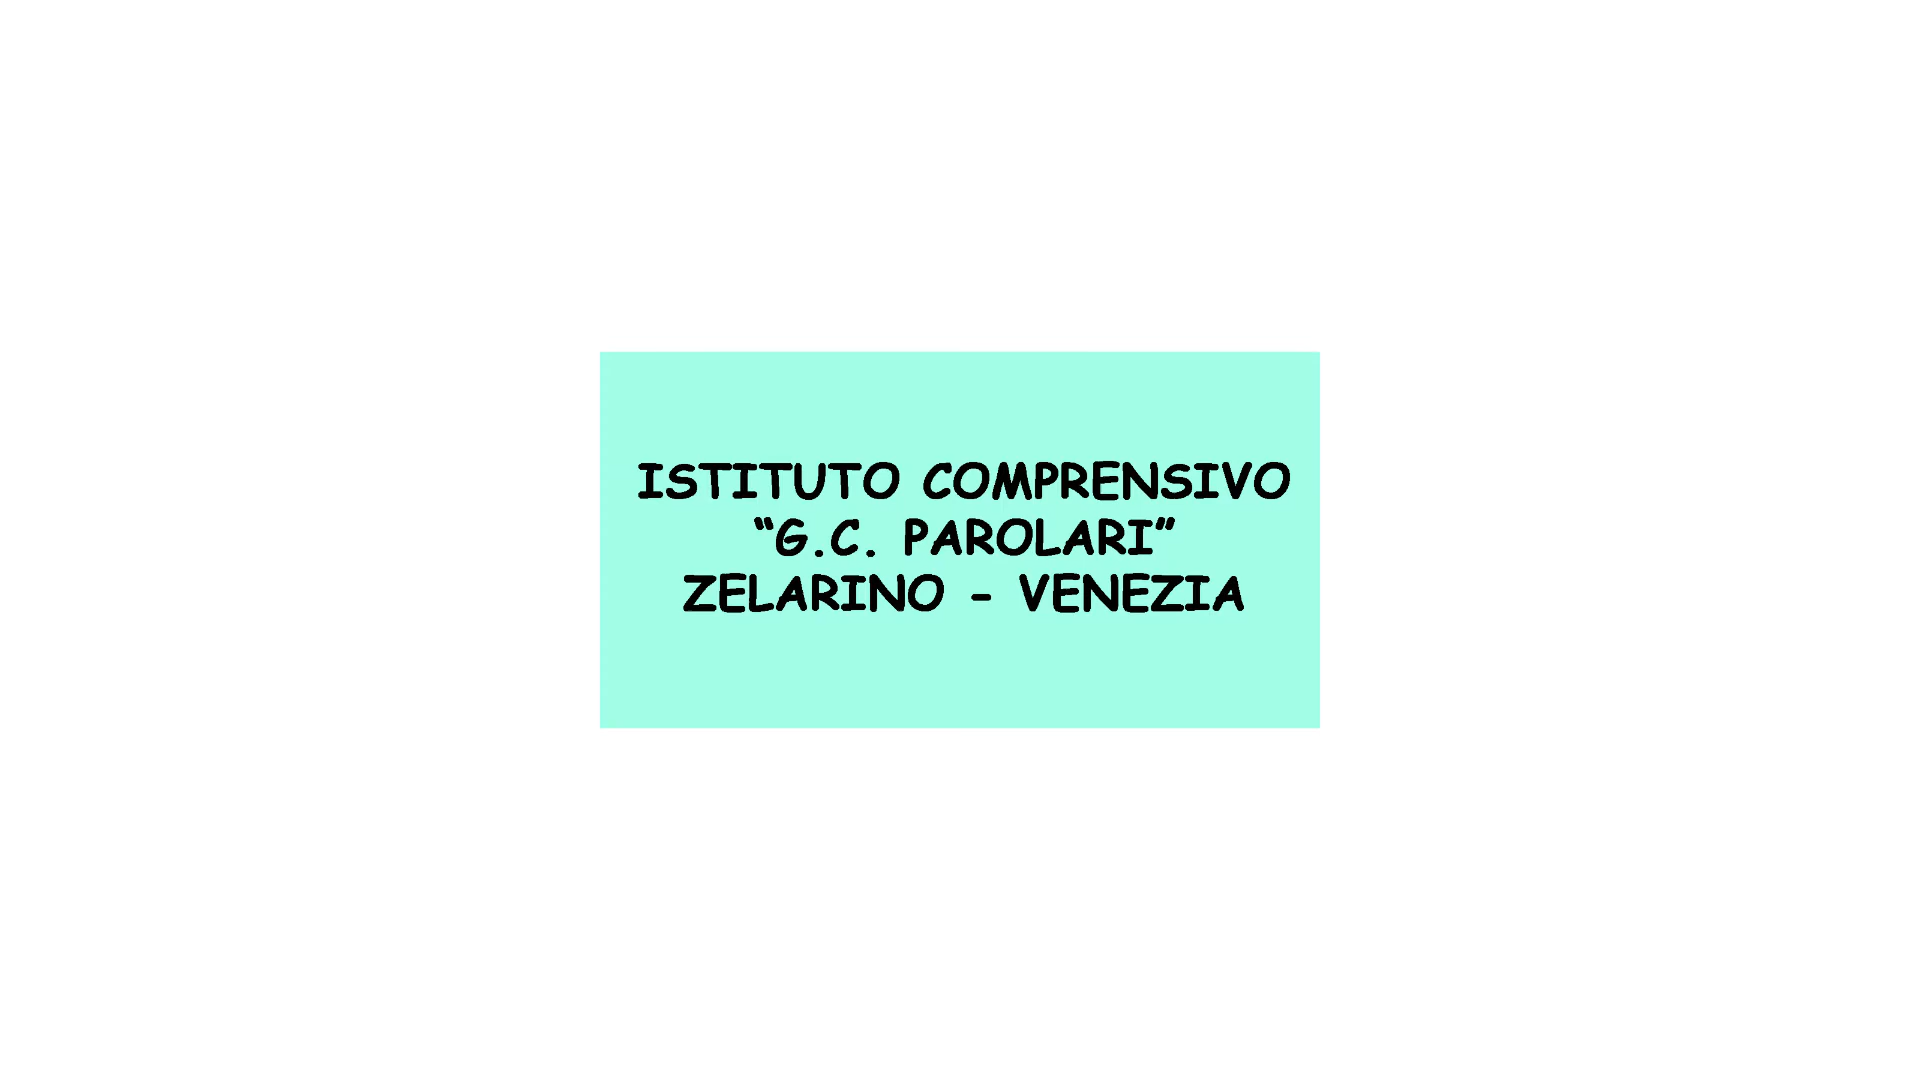 ISTITUTO COMPRENSIVO
“G.C. PAROLARI”
ZELARINO - VENEZIA